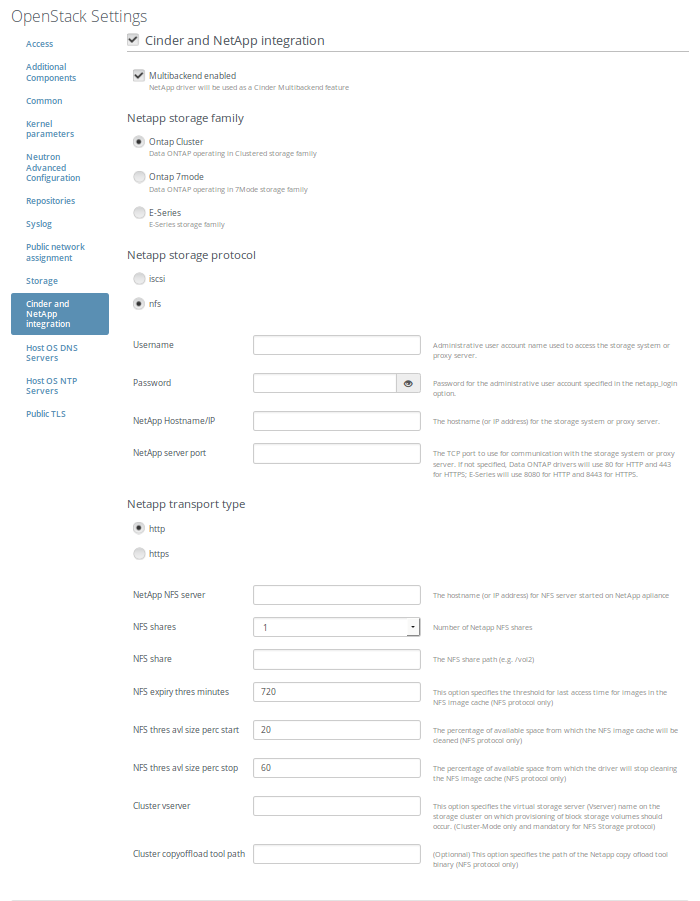 OpenStack Settings
Access
Additional
Components
Common
Kernel
parameters
Neutron
Advanced
Configuration
Repositories
Syslog
Public network
assignment
Storage
Cinder and
NetApp
integration
Host OS DNS
Servers
Host OS NTP
Servers
Public TLS
Cinder and NetApp integration
Multibackend enabled
NetApp driver will be used as a Cinder Multibackend feature
Netapp storage family
Ontap Cluster
Data ONTAP operating in Clustered storage family
Ontap 7mode
Data ONTAP operating in 7Mode storage family
E-Series
E-Series storage family
Netapp storage protocol
iscsi
nfs
Username
Administrative user account name used to access the storage system or
proxy server.
Password
Password for the administrative user account specified in the netapp_login
option.
NetApp Hostname/IP
The hostname (or IP address) for the storage system or proxy server.
NetApp server port
The TCP port to use for communication with the storage system or proxy
server. If not specified, Data ONTAP drivers will use 80 for HTTP and 443
for HTTPS; E-Series will use 8080 for HTTP and 8443 for HTTPS.
Netapp transport type
http
https
NetApp NFS server
The hostname (or IP address) for NFS server started on NetApp apliance
NFS shares
1
Number of Netapp NFS shares
NFS share
The NFS share path (e.g. /vol2)
NFS expiry thres minutes
720
This option specifies the threshold for last access time for images in the
NFS image cache (NFS protocol only)
NFS thres avl size perc start
20
The percentage of available space from which the NFS image cache will be
cleaned (NFS protocol only)
NFS thres avl size perc stop
60
The percentage of available space from which the driver will stop cleaning
the NFS image cache (NFS protocol only)
Cluster vserver
This option specifies the virtual storage server (Vserver) name on the
storage cluster on which provisioning of block storage volumes should
occur. (Cluster-Mode only and mandatory for NFS Storage protocol)
Cluster copyoffload tool path
(Optionnal) This option specifies the path of the Netapp copy ofload tool
binary (NFS protocol only)